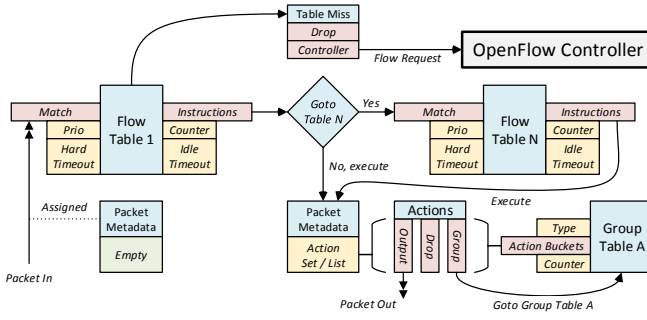 Table Miss
Drop
Controller
Flow Request
OpenFlow Controller
Match
Flow
Table 1
Instructions
Prio
Counter
Hard
Timeout
Idle
Timeout
Goto
Table N
Yes
No, execute
Match
Flow
Table N
Instructions
Prio
Counter
Hard
Timeout
Idle
Timeout
Execute
Assigned
Packet
Metadata
Empty
Packet In
Packet
Metadata
Action
Set / List
Actions
Output
Drop
Group
Packet Out
Type
Action Buckets
Counter
Group
Table A
Goto Group Table A